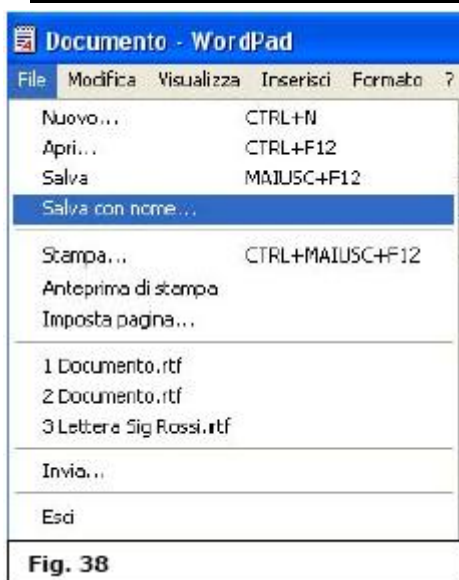 Documento - WordPad
File Modifica Visualizza Inserisci Formato ?
Nuovo... CTRL+N
Apri... CTRL+F12
Salva MAIUSC+F12
Salva con nome...
Stampa... CTRL+MAIUSC+F12
Anteprima di stampa
Imposta pagina...
1 Documento.rtf
2 Documento.rtf
3 Lettera Sig Rossi.rtf
Invia...
Esci
Fig. 38